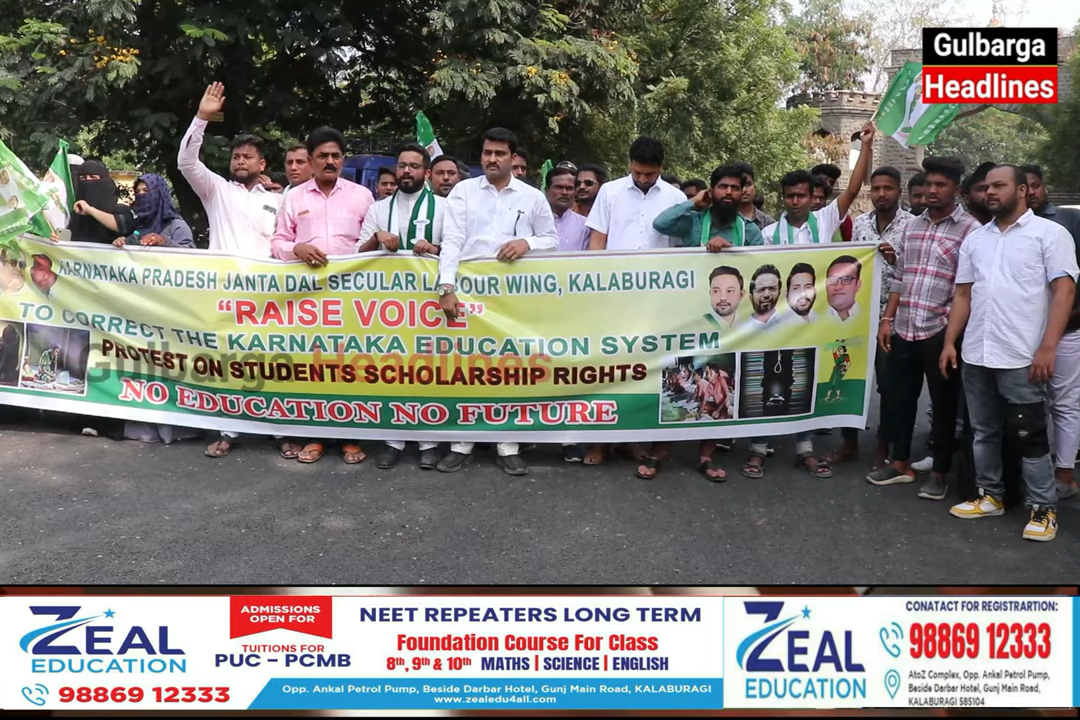 Gulbarga
Headlines
KARNATAKA PRADESH JANTA DAL SECULAR LABOUR WING, KALABURAGI
"RAISE VOICE"
TO CORRECT THE KARNATAKA EDUCATION SYSTEM
Gulbarga Headlines
PROTEST ON STUDENTS SCHOLARSHIP RIGHTS
NO EDUCATION NO FUTURE
ZEAL
EDUCATION
98869 12333
ADMISSIONS
OPEN FOR
TUITIONS FOR
PUC - PCMB
NEET REPEATERS LONG TERM
Foundation Course For Class
8th, 9th & 10th MATHS | SCIENCE | ENGLISH
Opp. Ankal Petrol Pump, Beside Darbar Hotel, Gunj Main Road, KALABURAGI
www.zealedu4all.com
ZEAL
EDUCATION
CONATACT FOR REGISTRARTION:
98869 12333
AtoZ Complex, Opp. Ankal Petrol Pump,
Beside Darbar Hotel, Gunj Main Road,
KALABURAGI 585104